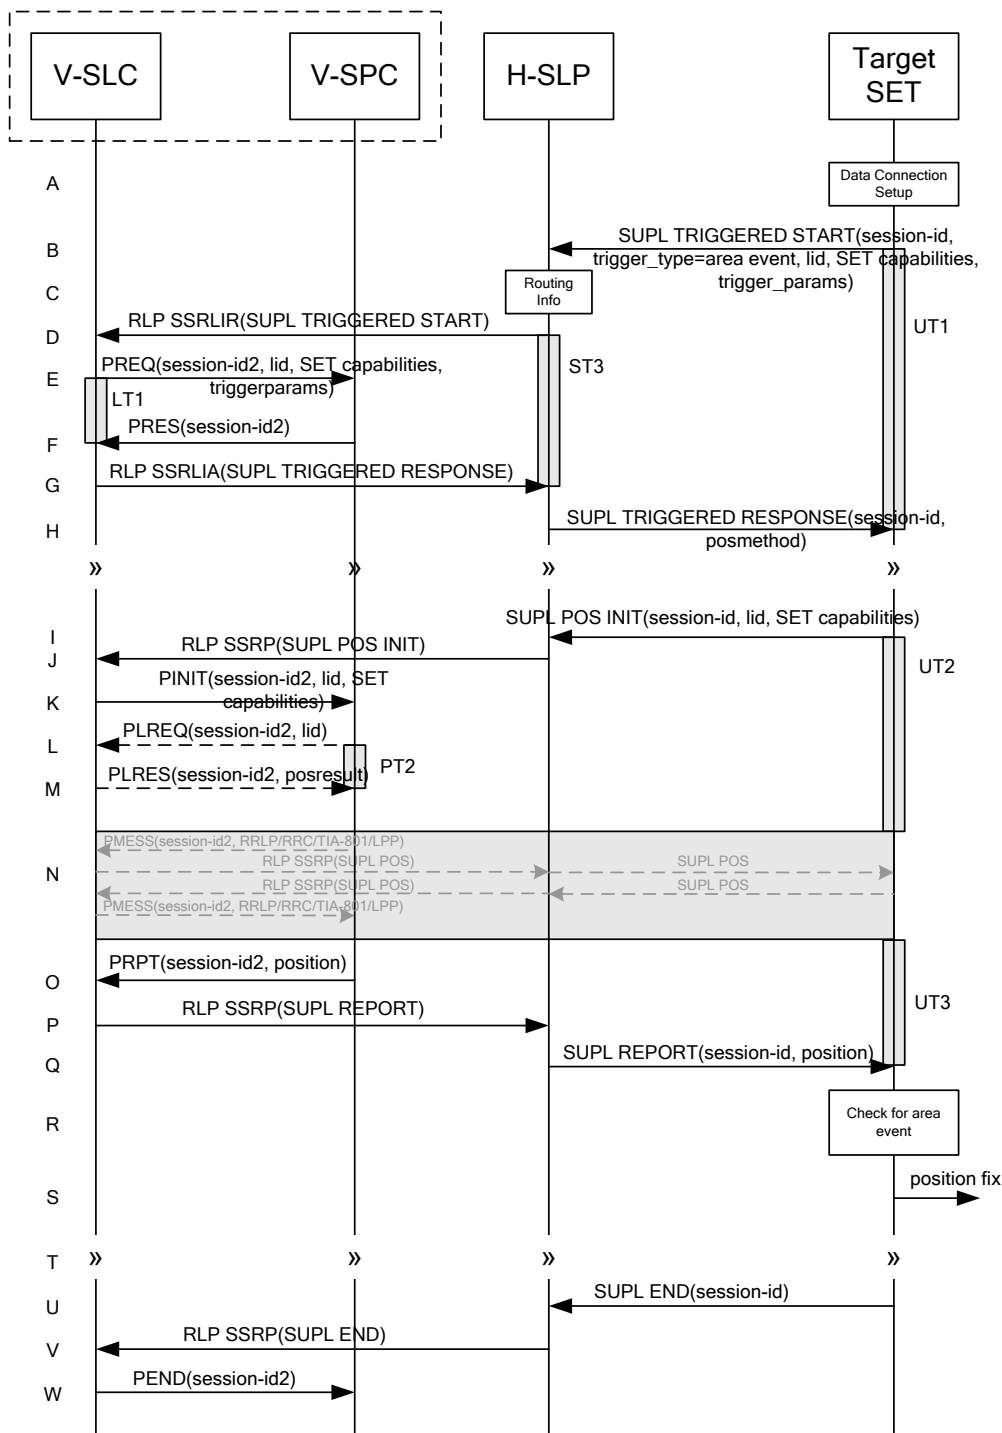 V-SLC
V-SPC
H-SLP
Target
SET
A
Data Connection
Setup
B
SUPL TRIGGERED START(session-id,
trigger_type=area event, lid, SET capabilities,
trigger_params)
C
Routing
Info
UT1
D
RLP SSRLIR(SUPL TRIGGERED START)
ST3
E
PREQ(session-id2, lid, SET capabilities,
triggerparams)
LT1
F
PRES(session-id2)
G
RLP SSRLIA(SUPL TRIGGERED RESPONSE)
H
SUPL TRIGGERED RESPONSE(session-id,
posmethod)
» » » »
I
SUPL POS INIT(session-id, lid, SET capabilities)
J
RLP SSRP(SUPL POS INIT)
UT2
K
PINIT(session-id2, lid, SET
capabilities)
L
PLREQ(session-id2, lid)
PT2
M
PLRES(session-id2, posresult)
PMESS(session-id2, RRLP/RRC/TIA-801/LPP)
N
RLP SSRP(SUPL POS)
SUPL POS
RLP SSRP(SUPL POS)
SUPL POS
PMESS(session-id2, RRLP/RRC/TIA-801/LPP)
O
PRPT(session-id2, position)
UT3
P
RLP SSRP(SUPL REPORT)
Q
SUPL REPORT(session-id, position)
R
Check for area
event
S
position fix
T
» » » »
U
SUPL END(session-id)
V
RLP SSRP(SUPL END)
W
PEND(session-id2)